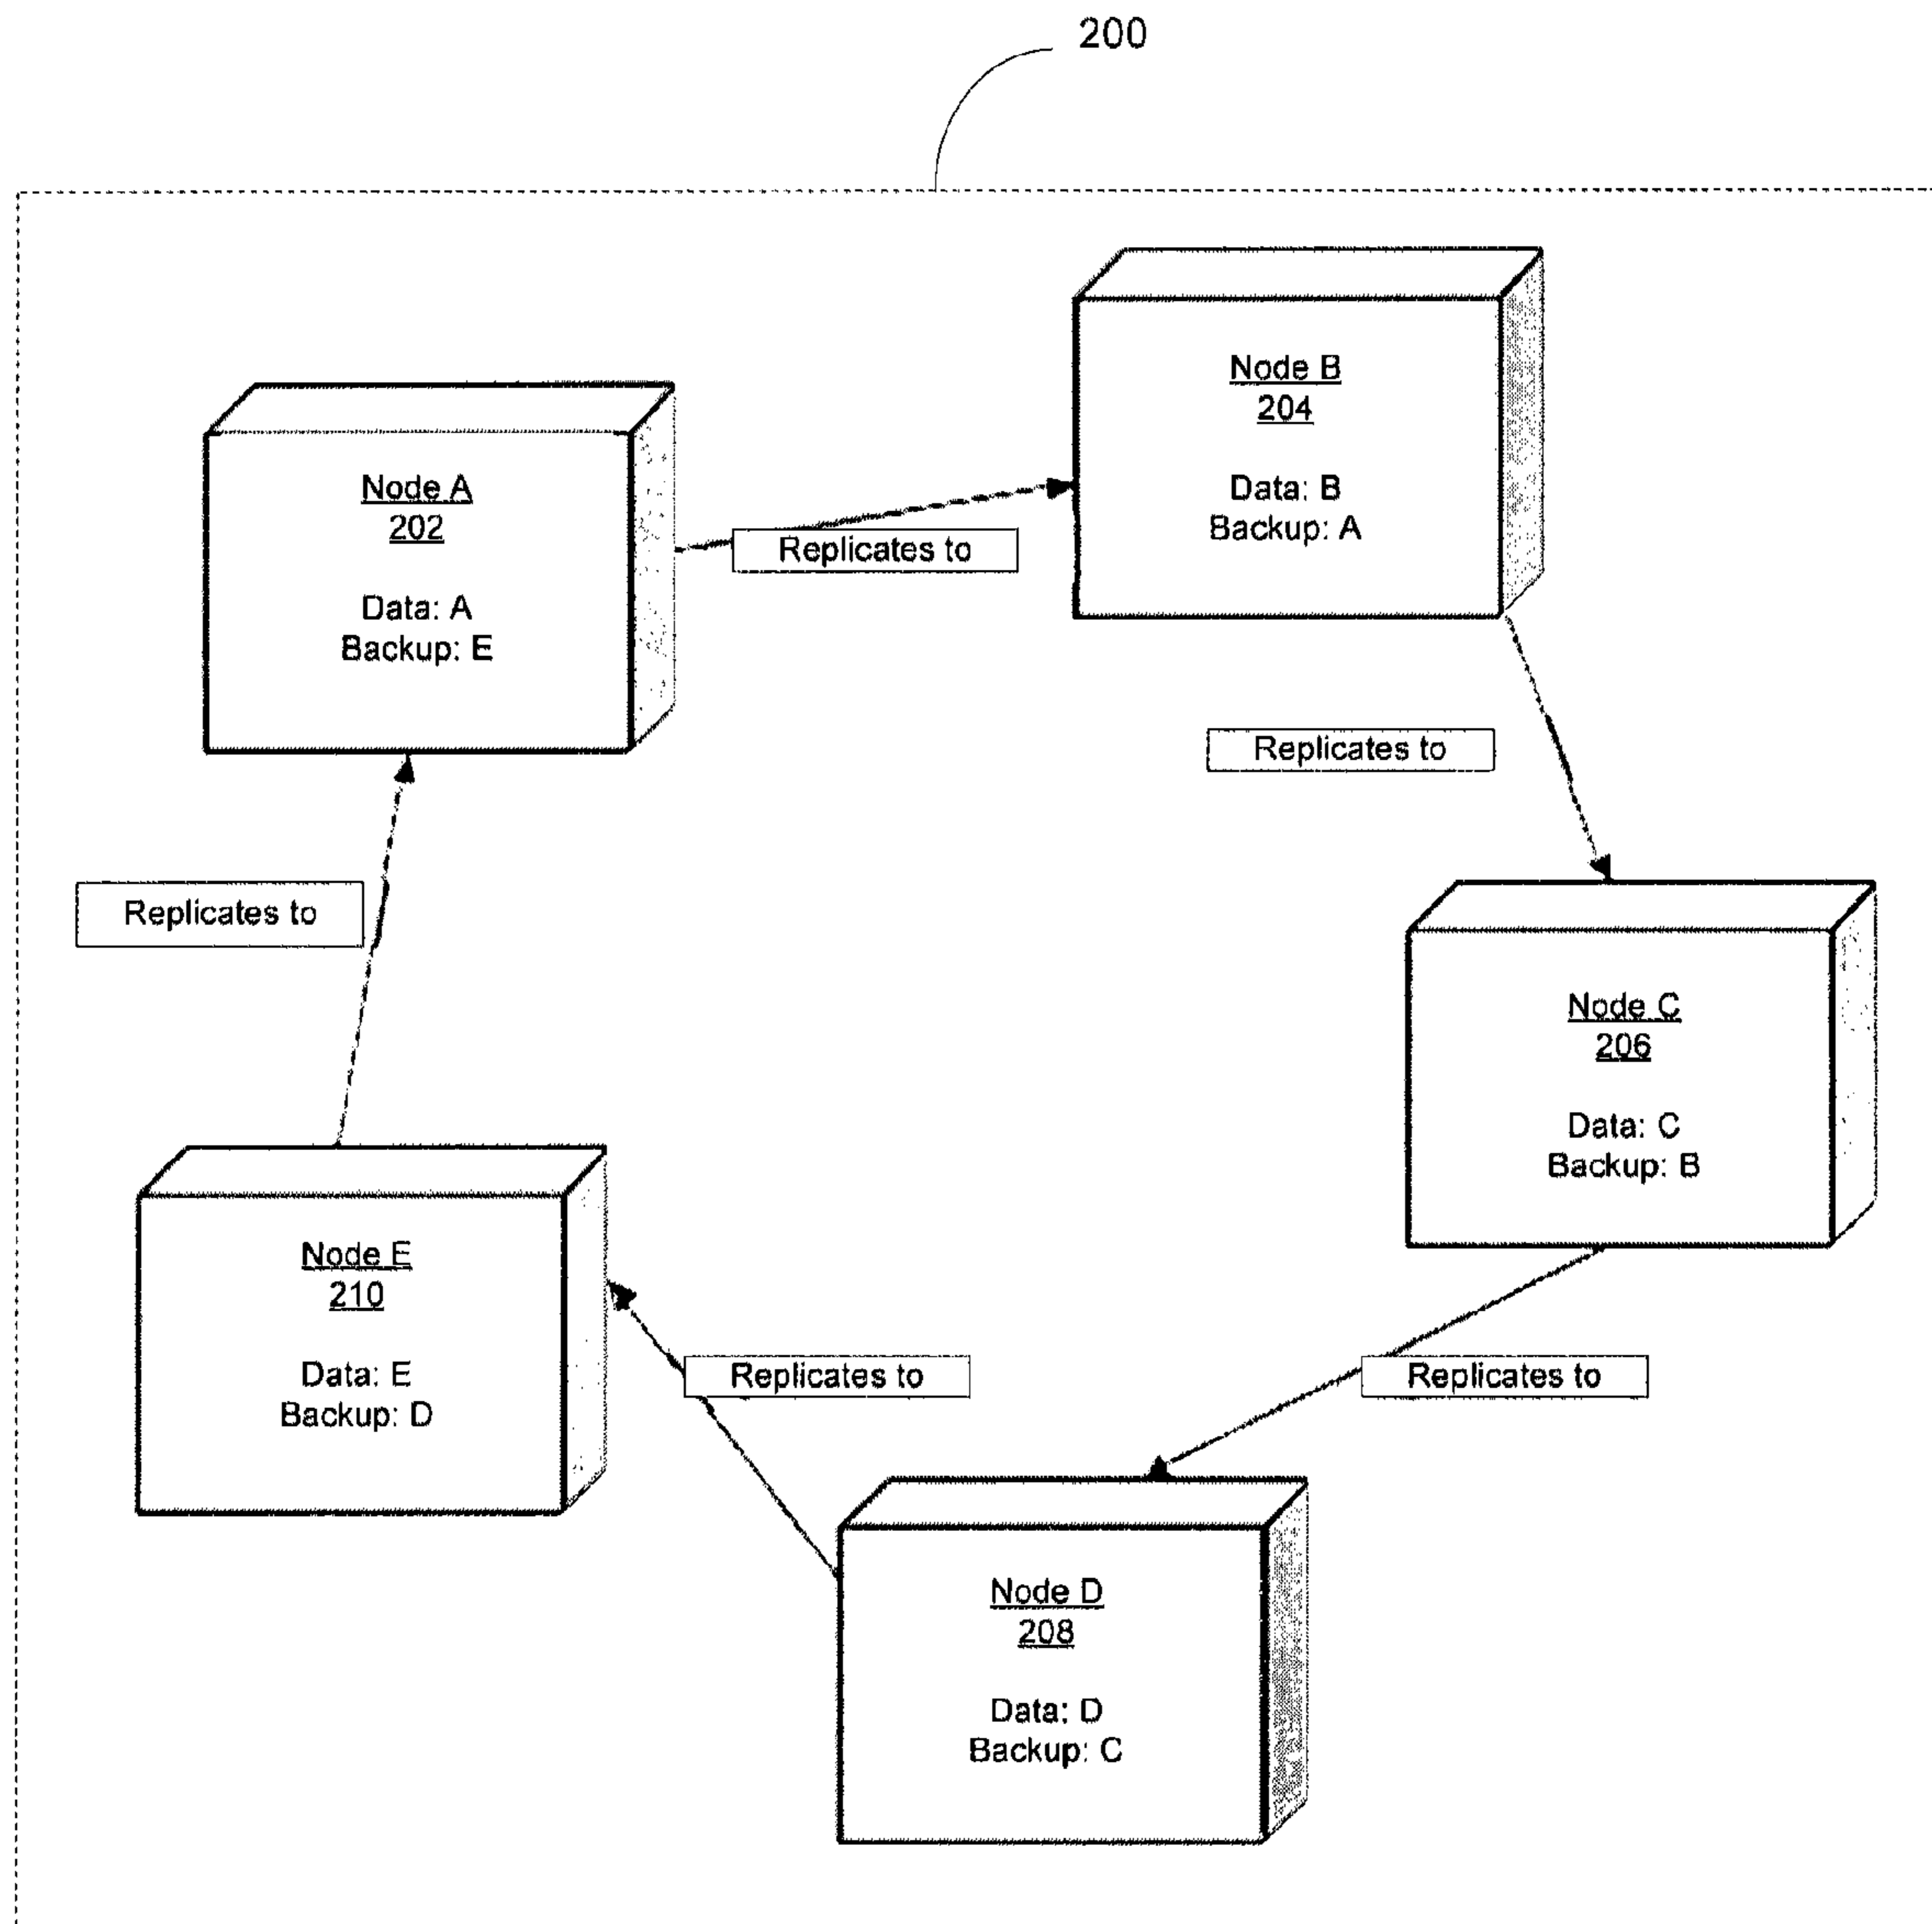 200
Node B
204
Data: B
Backup: A
Node A
202
Data: A
Backup: E
Replicates to
Replicates to
Replicates to
Node C
206
Data: C
Backup: B
Node E
210
Data: E
Backup: D
Replicates to
Replicates to
Node D
208
Data: D
Backup: C